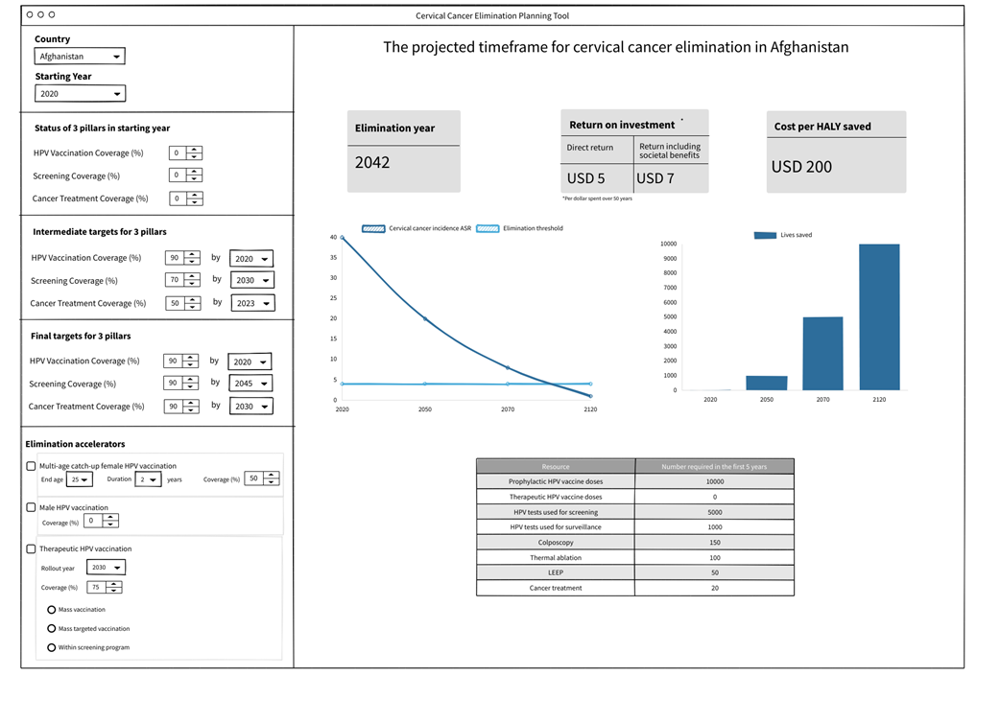 Cervical Cancer Elimination Planning Tool
Country
Afghanistan
Starting Year
2020
Status of 3 pillars in starting year
HPV Vaccination Coverage (%) 0
Screening Coverage (%) 0
Cancer Treatment Coverage (%) 0
Intermediate targets for 3 pillars
HPV Vaccination Coverage (%) 90 by 2020
Screening Coverage (%) 70 by 2030
Cancer Treatment Coverage (%) 50 by 2023
Final targets for 3 pillars
HPV Vaccination Coverage (%) 90 by 2020
Screening Coverage (%) 90 by 2045
Cancer Treatment Coverage (%) 90 by 2030
Elimination accelerators
Multi-age catch-up female HPV vaccination
End age 25 Duration 2 years Coverage (%) 50
Male HPV vaccination
Coverage (%) 0
Therapeutic HPV vaccination
Rollout year 2030
Coverage (%) 75
Mass vaccination
Mass targeted vaccination
Within screening program
The projected timeframe for cervical cancer elimination in Afghanistan
Elimination year
2042
Return on investment *
Direct return
Return including
societal benefits
USD 5
USD 7
*Per dollar spent over 50 years
Cost per HALY saved
USD 200
Cervical cancer incidence ASR Elimination threshold
40
35
30
25
20
15
10
5
0
2020 2050 2070 2120
Lives saved
10000
9000
8000
7000
6000
5000
4000
3000
2000
1000
0
2020 2050 2070 2120
Resource Number required in the first 5 years
Prophylactic HPV vaccine doses 10000
Therapeutic HPV vaccine doses 0
HPV tests used for screening 5000
HPV tests used for surveillance 1000
Colposcopy 150
Thermal ablation 100
LEEP 50
Cancer treatment 20